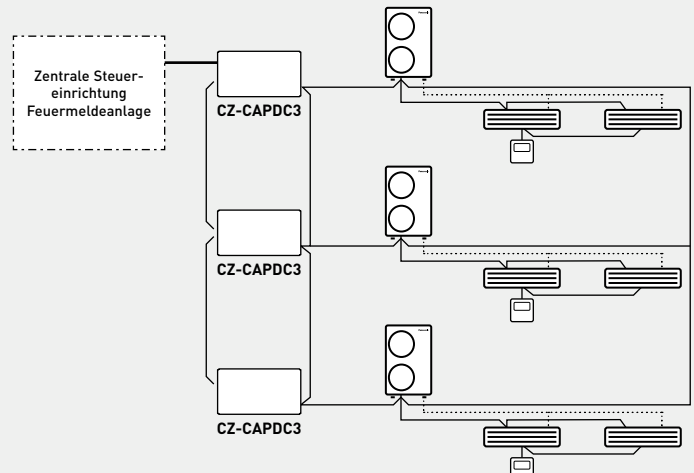 Zentrale Steuer-
einrichtung
Feuermeldeanlage
CZ-CAPDC3
CZ-CAPDC3
CZ-CAPDC3